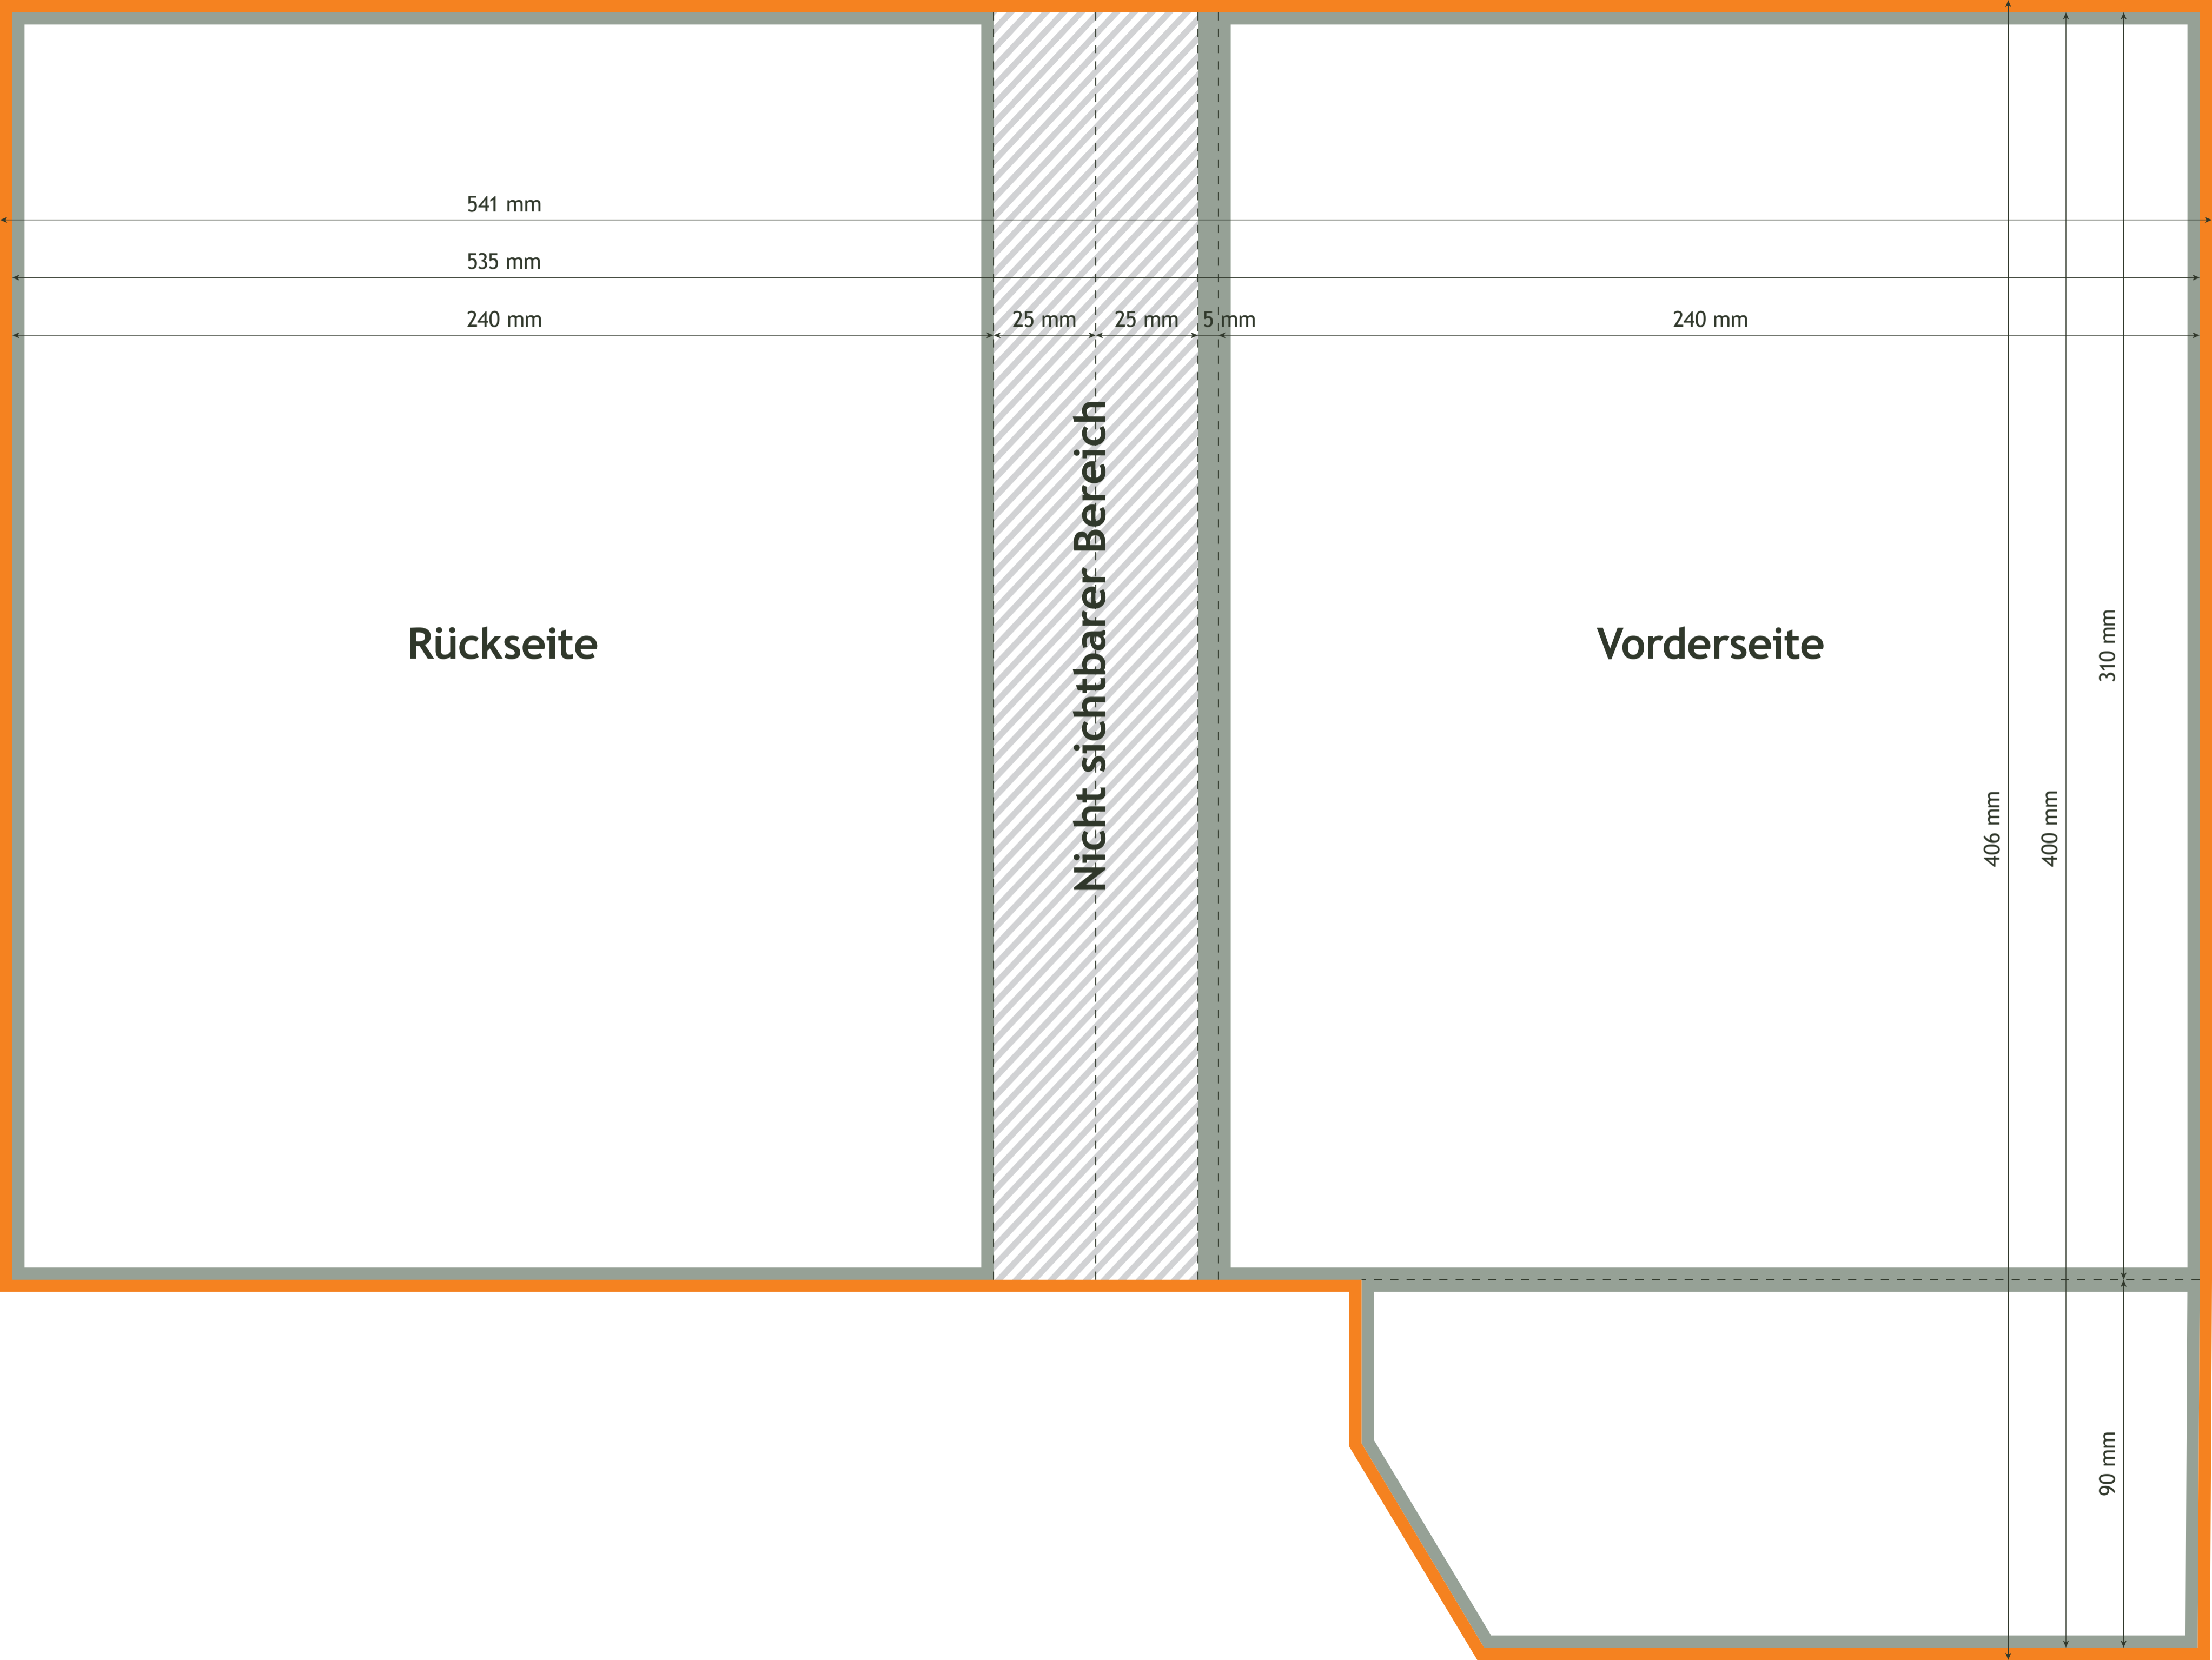 541 mm
535 mm
240 mm
25 mm
25 mm
5 mm
240 mm
Rückseite
Nicht sichtbarer Bereich
Vorderseite
406 mm
400 mm
310 mm
90 mm